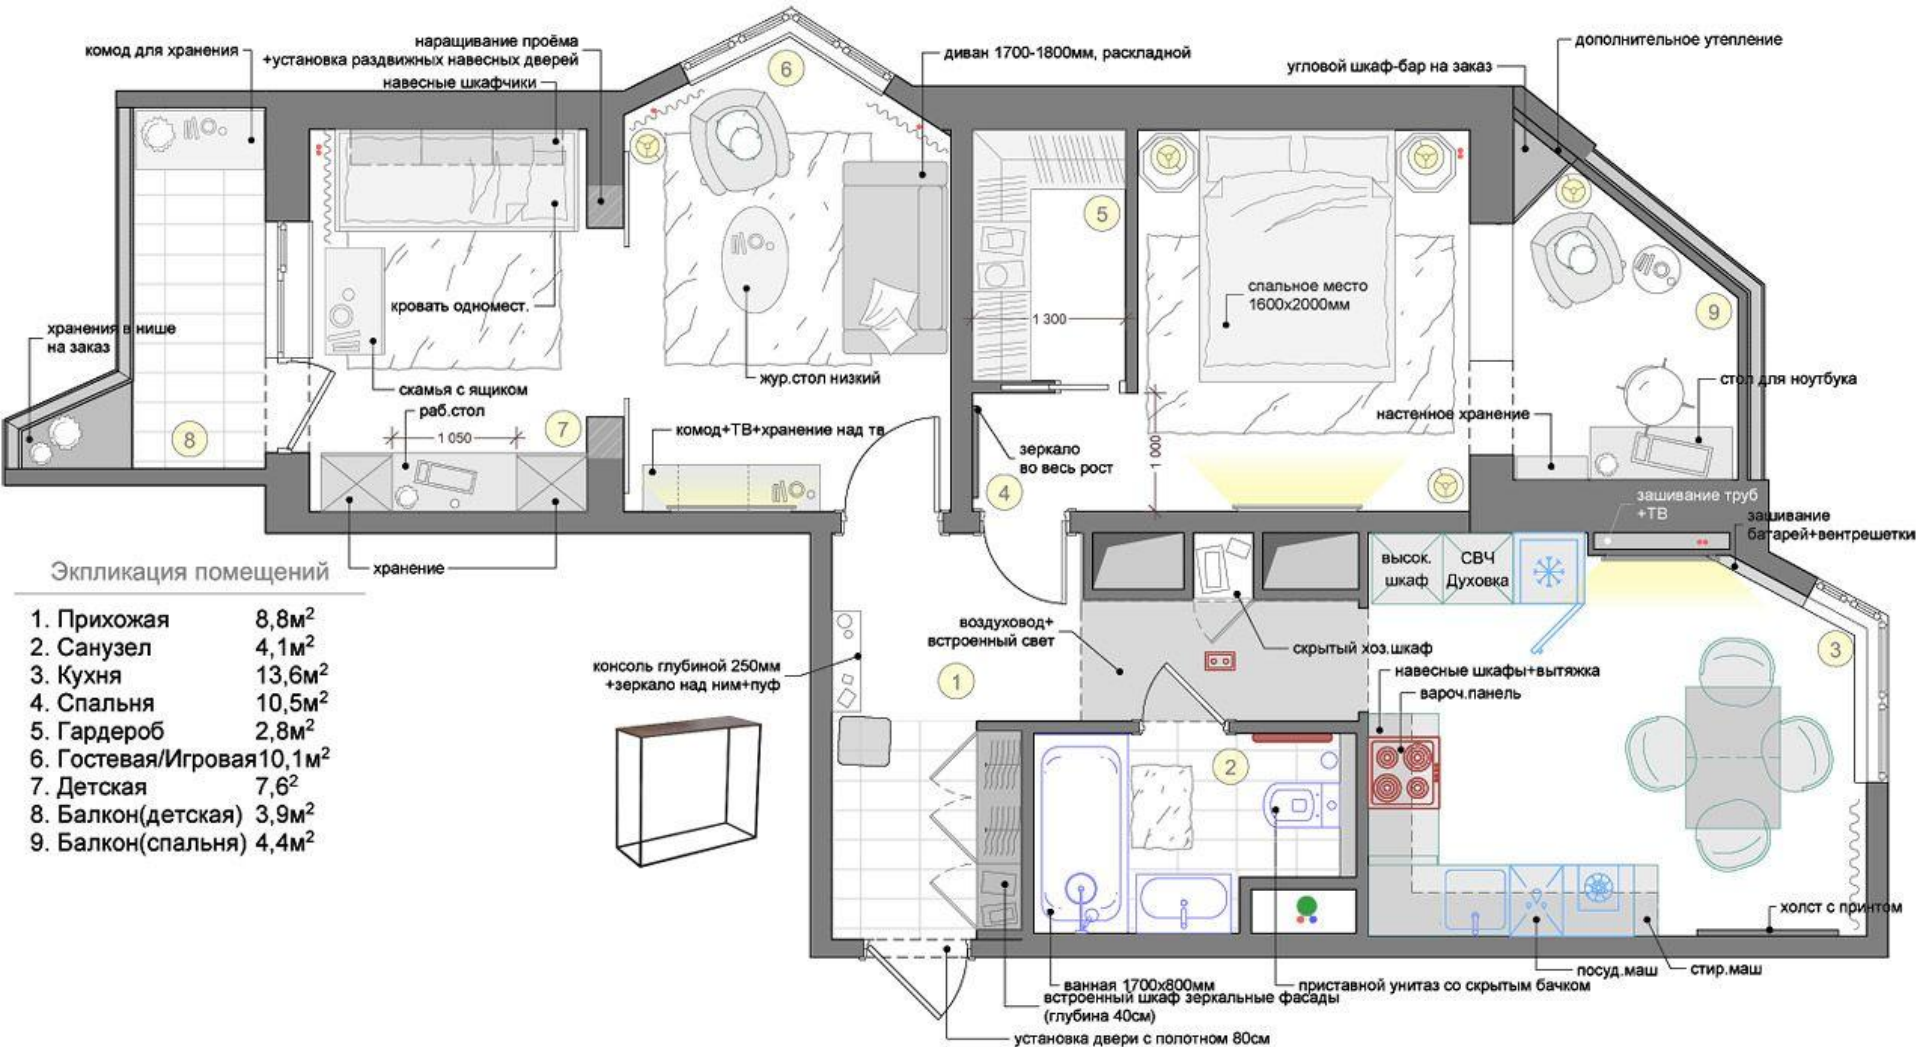 комод для хранения
наращивание проёма
+установка раздвижных навесных дверей
навесные шкафчики
6
диван 1700-1800мм, раскладной
угловой шкаф-бар на заказ
дополнительное утепление
5
спальное место
1600х2000мм
1 300
9
кровать одномест.
хранения в нише
на заказ
скамья с ящиком
раб.стол
1 050
7
8
жур.стол низкий
комод+ТВ+хранение над тв
зеркало
во весь рост
4
1 000
стол для ноутбука
настенное хранение
зашивание труб
+ТВ
зашивание
батарей+вентрешетки
хранение
высок.
шкаф
СВЧ
Духовка
воздуховод+
встроенный свет
скрытый хоз.шкаф
консоль глубиной 250мм
+зеркало над ним+пуф
1
навесные шкафы+вытяжка
вароч.панель
3
2
Экпликация помещений
1. Прихожая 8,8м²
2. Санузел 4,1м²
3. Кухня 13,6м²
4. Спальня 10,5м²
5. Гардероб 2,8м²
6. Гостевая/Игровая 10,1м²
7. Детская 7,6²
8. Балкон(детская) 3,9м²
9. Балкон(спальня) 4,4м²
холст с принтом
посуд.маш
стир.маш
ванная 1700х800мм
приставной унитаз со скрытым бачком
встроенный шкаф зеркальные фасады
(глубина 40см)
установка двери с полотном 80см